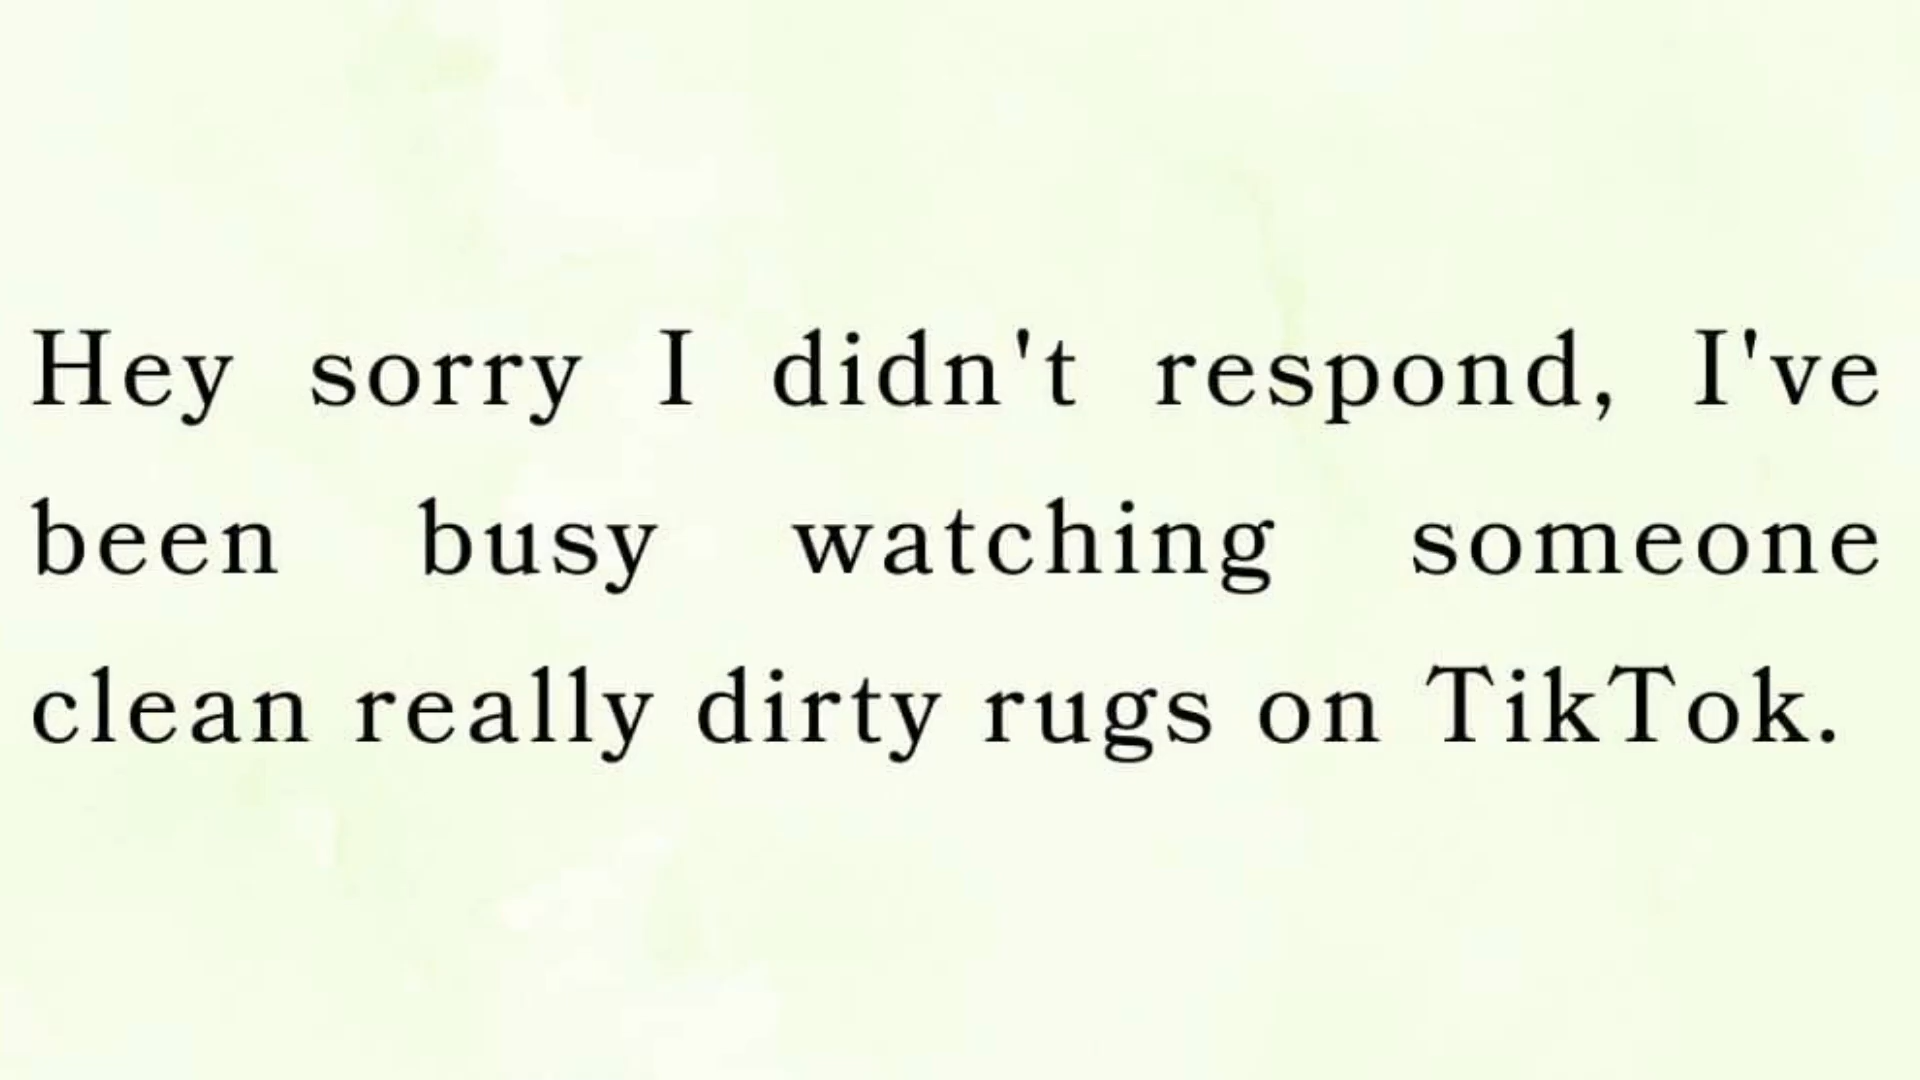 Hey sorry I didn't respond, I've
been busy watching someone
clean really dirty rugs on TikTok.